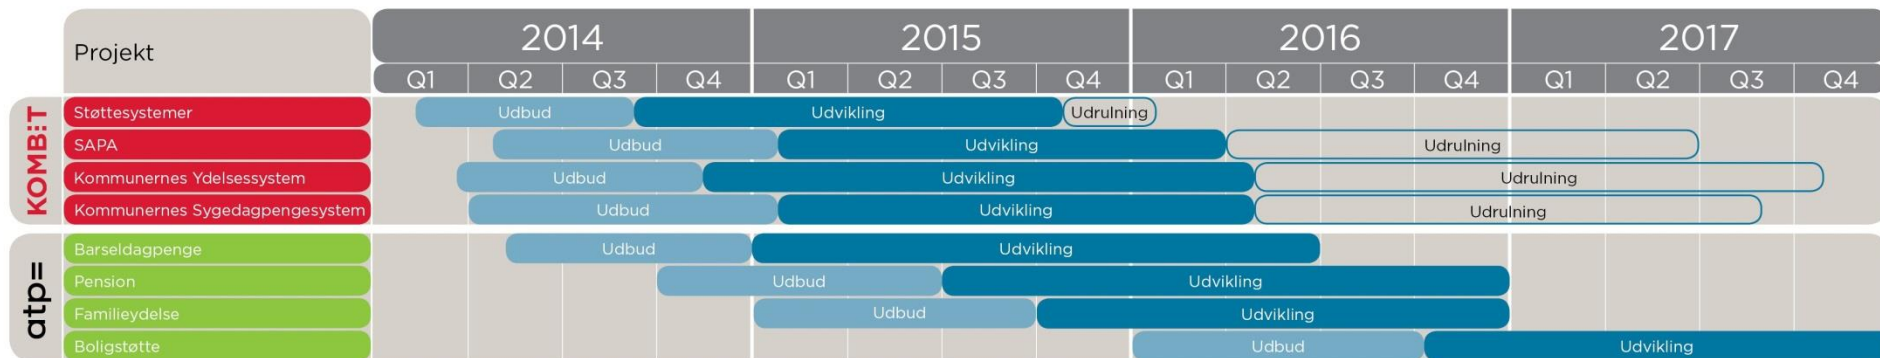 Projekt 2014 2015 2016 2017
Q1 Q2 Q3 Q4 Q1 Q2 Q3 Q4 Q1 Q2 Q3 Q4 Q1 Q2 Q3 Q4
KOMB:T
Støttesystemer Udbud Udvikling Udrulning
SAPA Udbud Udvikling Udrulning
Kommunernes Ydelsessystem Udbud Udvikling Udrulning
Kommunernes Sygedagpengesystem Udbud Udvikling Udrulning
atp=
Barseldagpenge Udbud Udvikling
Pension Udbud Udvikling
Familieydelse Udbud Udvikling
Boligstøtte Udbud Udvikling